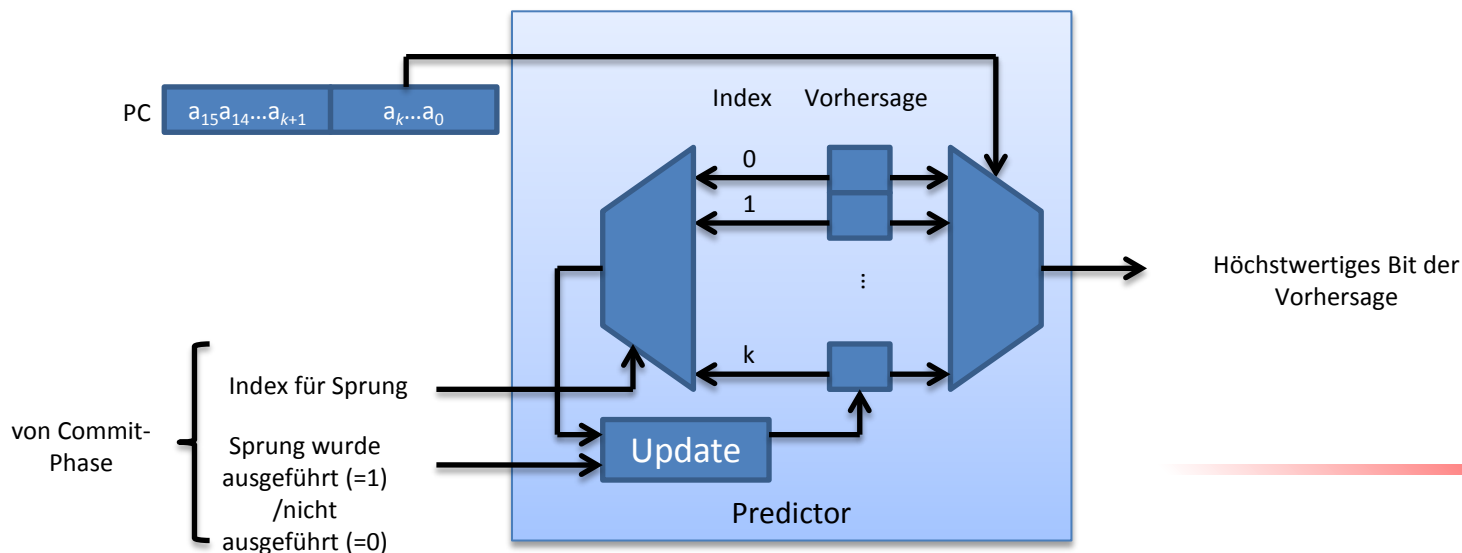 Index Vorhersage
PC a₁₅a₁₄...aₖ₊₁ aₖ...a₀
0
1
...
k
Höchstwertiges Bit der
Vorhersage
von Commit-
Phase
Index für Sprung
Sprung wurde
ausgeführt (=1)
/nicht
ausgeführt (=0)
Update
Predictor